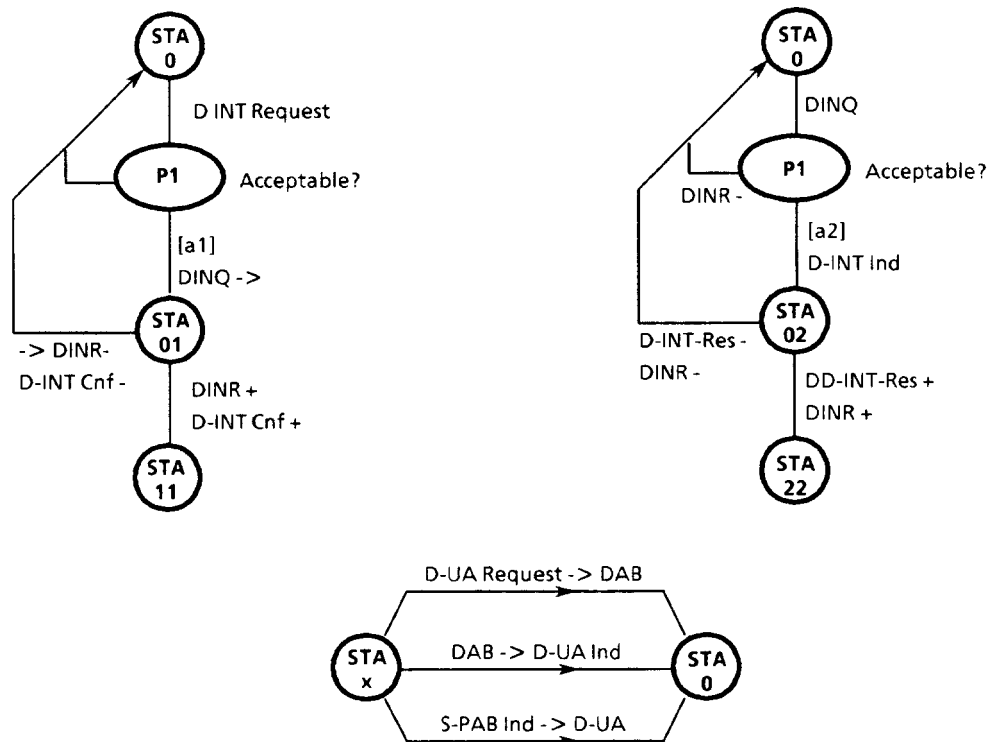 STA
0
D INT Request
P1
Acceptable?
[a1]
DINQ ->
STA
01
-> DINR-
D-INT Cnf -
DINR +
D-INT Cnf +
STA
11
STA
0
DINQ
P1
Acceptable?
DINR -
[a2]
D-INT Ind
STA
02
D-INT-Res -
DINR -
DD-INT-Res +
DINR +
STA
22
D-UA Request -> DAB
STA
x
DAB -> D-UA Ind
STA
0
S-PAB Ind -> D-UA